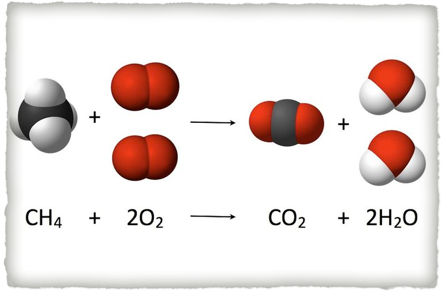 + → +
CH₄ + 2O₂ → CO₂ + 2H₂O